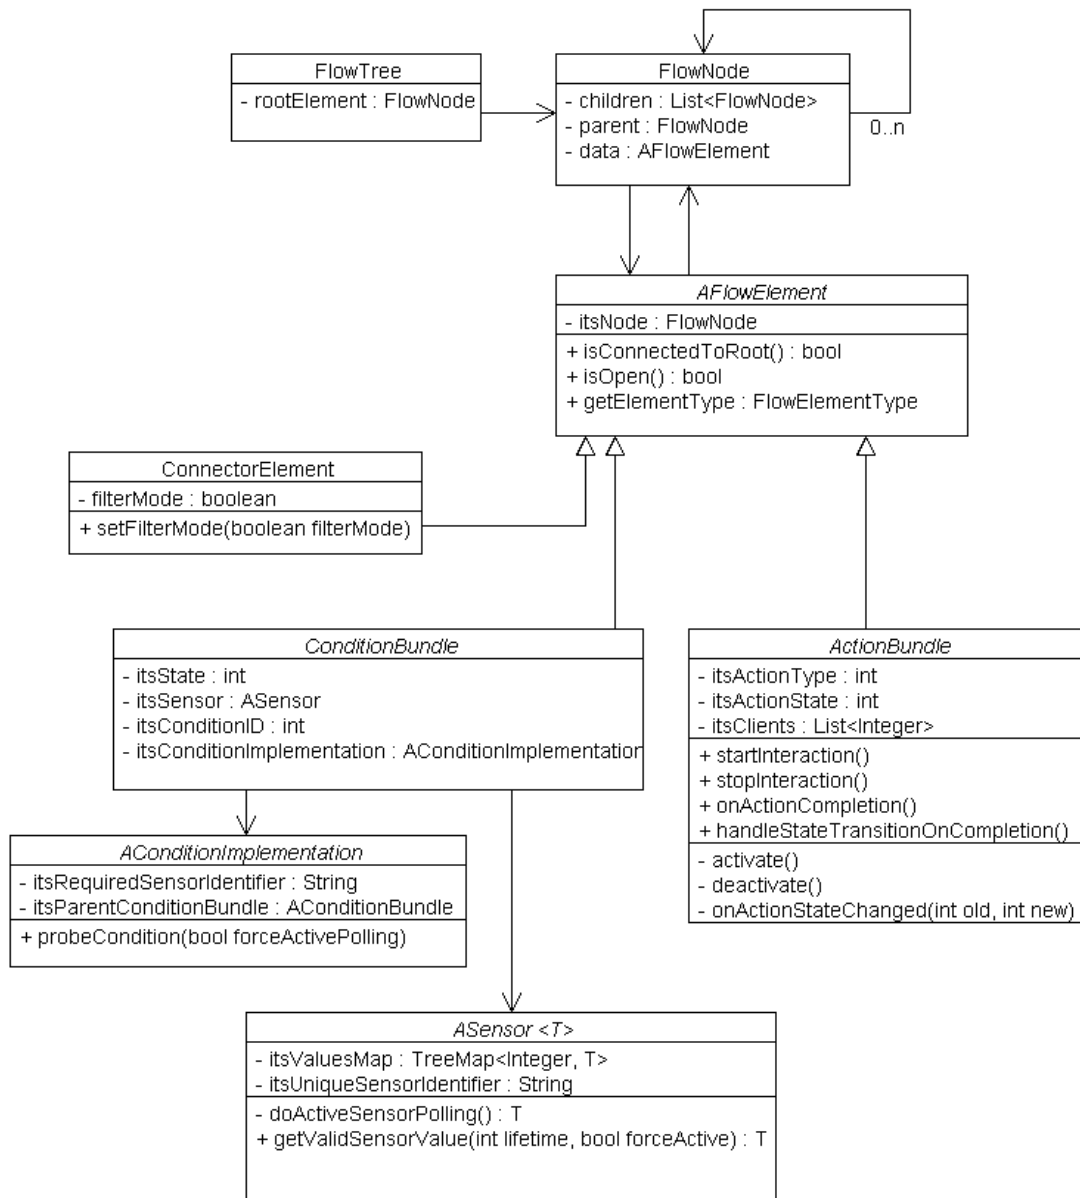 FlowTree
- rootElement : FlowNode
FlowNode
- children : List<FlowNode>
- parent : FlowNode
- data : AFlowElement
0..n
AFlowElement
- itsNode : FlowNode
+ isConnectedToRoot() : bool
+ isOpen() : bool
+ getElementType : FlowElementType
ConnectorElement
- filterMode : boolean
+ setFilterMode(boolean filterMode)
ConditionBundle
- itsState : int
- itsSensor : ASensor
- itsConditionID : int
- itsConditionImplementation : AConditionImplementation
ActionBundle
- itsActionType : int
- itsActionState : int
- itsClients : List<Integer>
+ startInteraction()
+ stopInteraction()
+ onActionCompletion()
+ handleStateTransitionOnCompletion()
- activate()
- deactivate()
- onActionStateChanged(int old, int new)
AConditionImplementation
- itsRequiredSensorIdentifier : String
- itsParentConditionBundle : AConditionBundle
+ probeCondition(bool forceActivePolling)
ASensor <T>
- itsValuesMap : TreeMap<Integer, T>
- itsUniqueSensorIdentifier : String
- doActiveSensorPolling() : T
+ getValidSensorValue(int lifetime, bool forceActive) : T